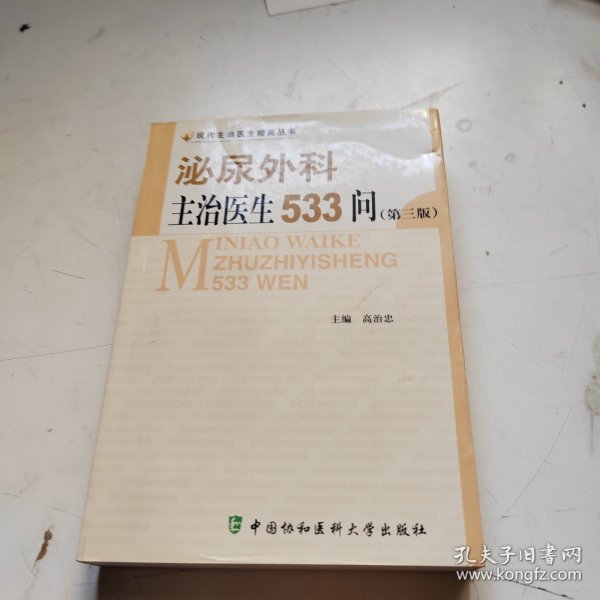 现代主治医生提高丛书
泌尿外科
主治医生533问(第三版)
MINIAO WAIKE
ZHUZHIYISHENG
533 WEN
主编 高治忠
中国协和医科大学出版社
孔夫子旧书网
www.kongfz.com